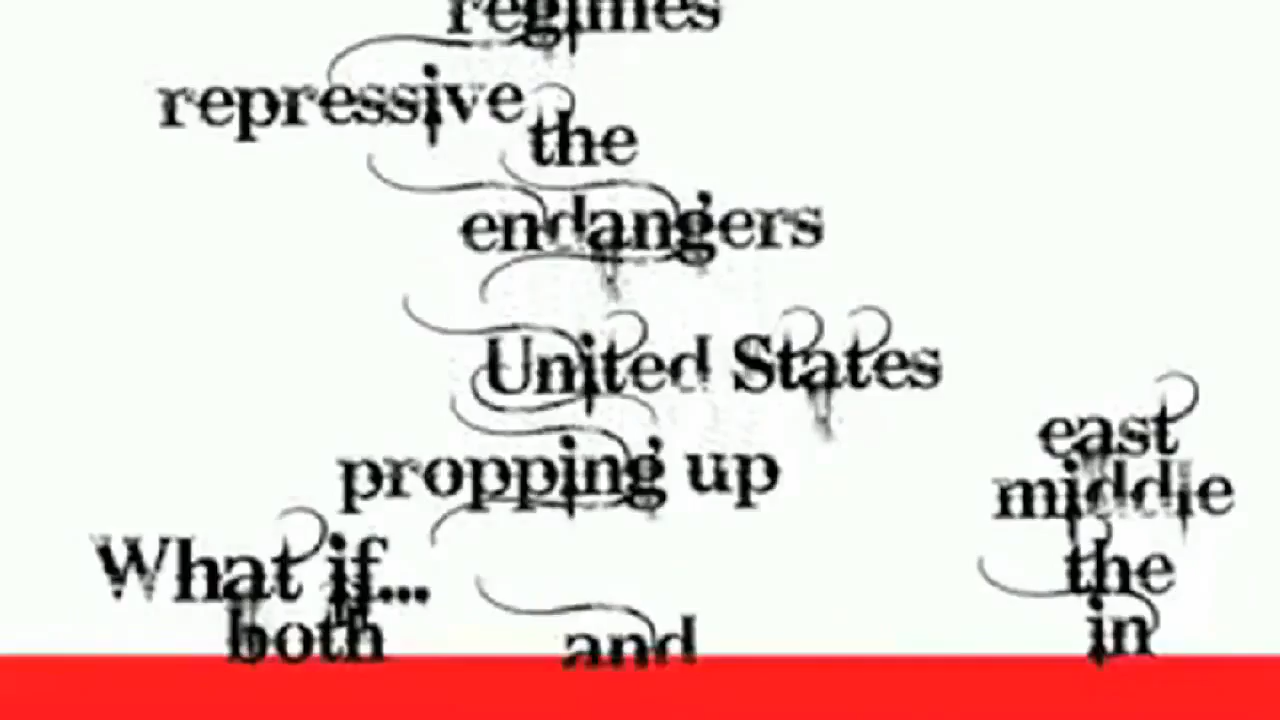 regimes
repressive
the
endangers
United States
propping up
east
middle
the
in
What if...
both
and